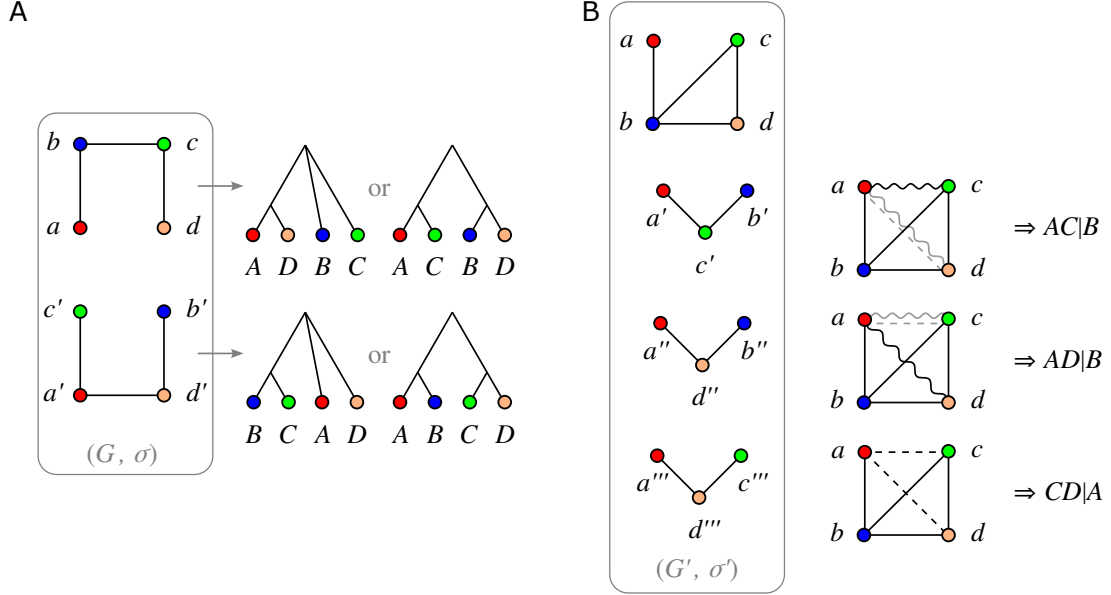 A
b c
a d
or
A D B C A C B D
c' b'
a' d'
or
B C A D A B C D
(G, σ)
B
a c
b d
a' b'
c'
a c
b d
⇒ AC|B
a'' b''
d''
a c
b d
⇒ AD|B
a''' c'''
d'''
a c
b d
⇒ CD|A
(G', σ')